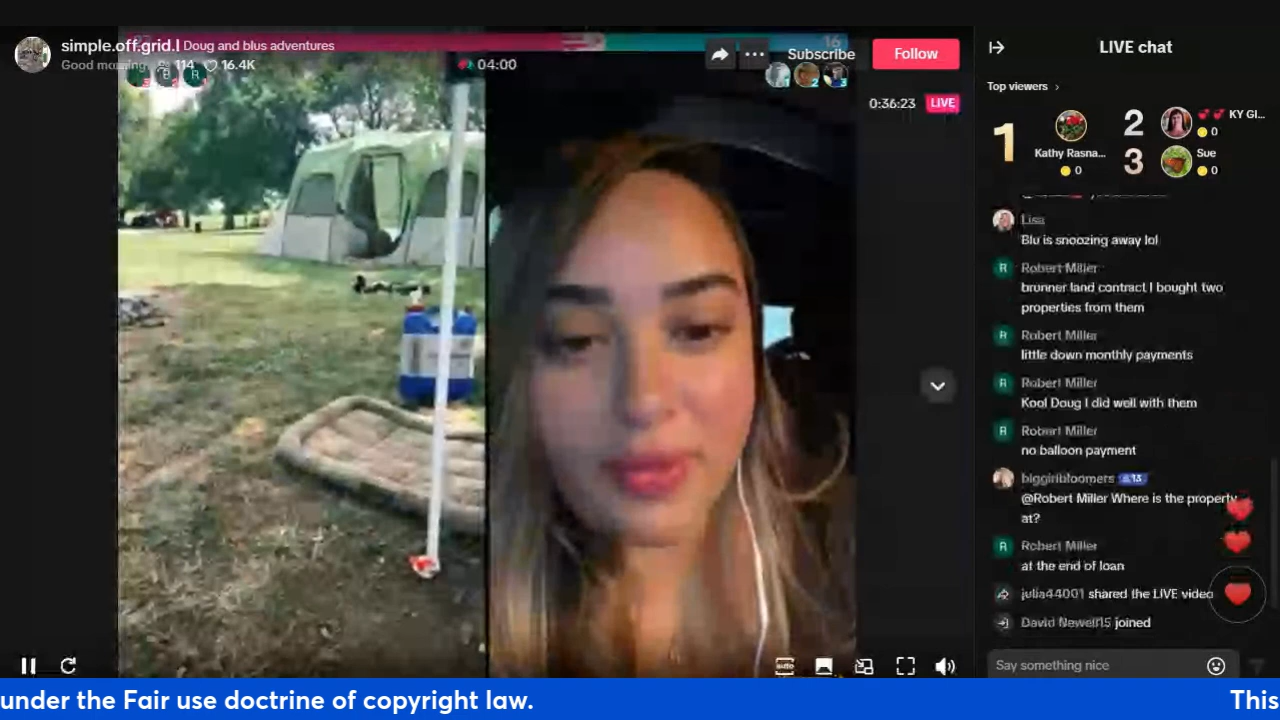 simple.off.grid.l Doug and blus adventures
Good morning 114 16.4K
16
04:00
Subscribe
Follow
0:36:23 LIVE
LIVE chat
Top viewers
1
Kathy Rasna...
0
2
KY GI...
0
3
Sue
0
Lisa
Blu is snoozing away lol
R Robert Miller
brunner land contract I bought two
properties from them
R Robert Miller
little down monthly payments
R Robert Miller
Kool Doug I did well with them
R Robert Miller
no balloon payment
biggirlbloomers 13
@Robert Miller Where is the property
at?
R Robert Miller
at the end of loan
julia44001 shared the LIVE video
David Newell15 joined
Say something nice
under the Fair use doctrine of copyright law.
This